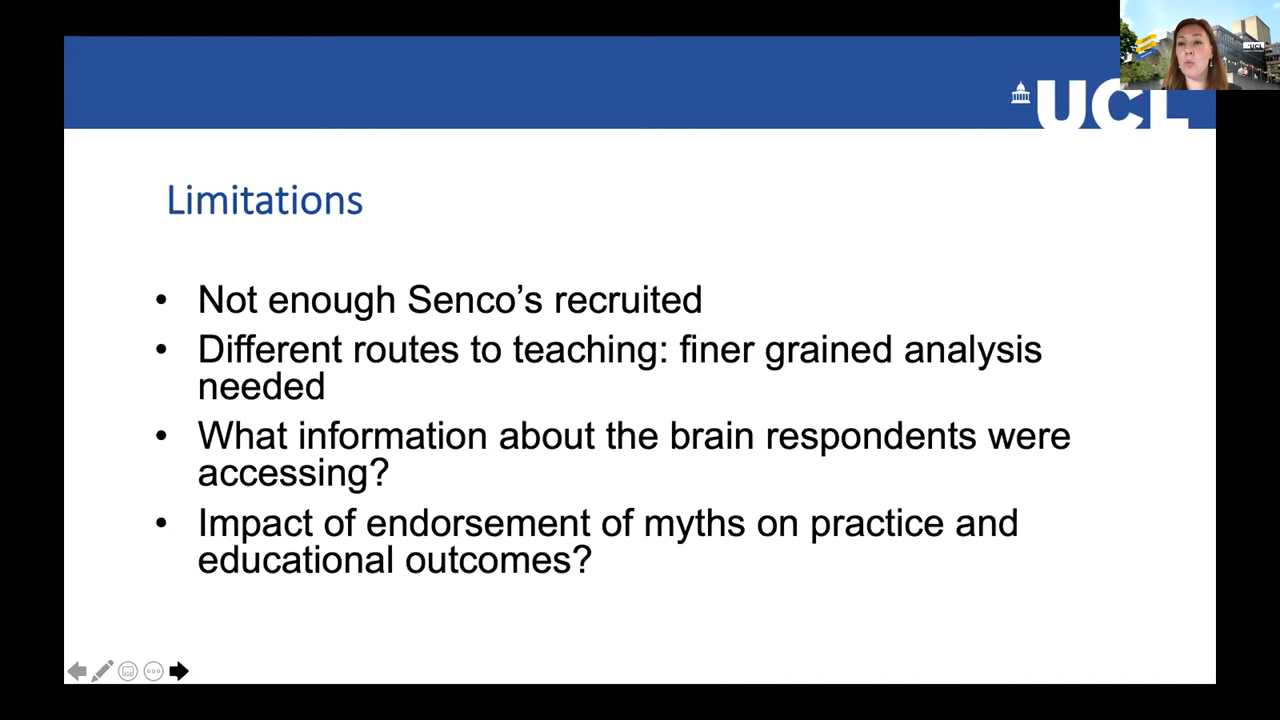 UCL
UCL
Limitations
• Not enough Senco’s recruited
• Different routes to teaching: finer grained analysis
needed
• What information about the brain respondents were
accessing?
• Impact of endorsement of myths on practice and
educational outcomes?